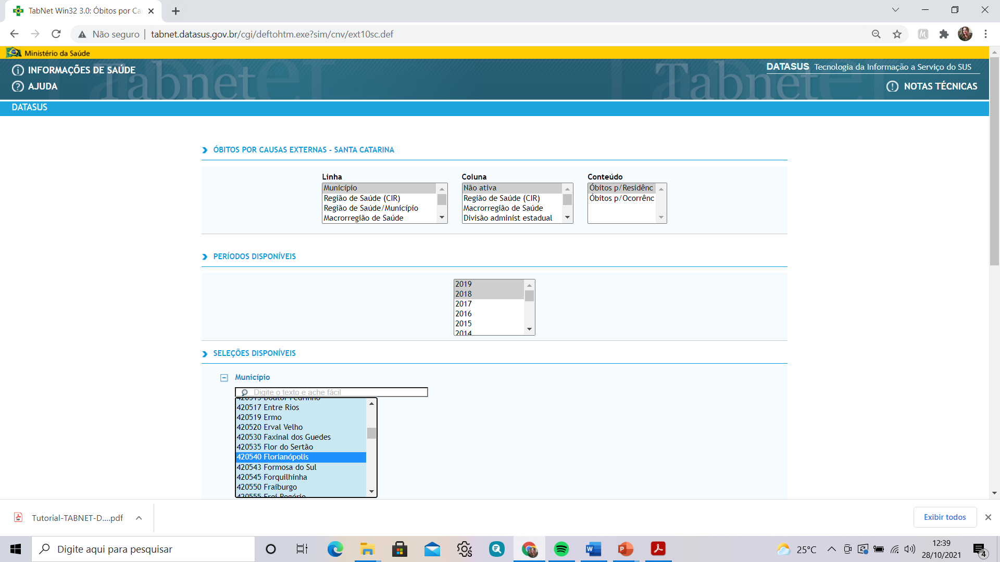 TabNet Win32 3.0: Óbitos por Ca
Não seguro | tabnet.datasus.gov.br/cgi/deftohtm.exe?sim/cnv/ext10sc.def
Ministério da Saúde
INFORMAÇÕES DE SAÚDE
AJUDA
Tabnet
Tabnet
DATASUS Tecnologia da Informação a Serviço do SUS
NOTAS TÉCNICAS
DATASUS
ÓBITOS POR CAUSAS EXTERNAS - SANTA CATARINA
Linha
Município
Região de Saúde (CIR)
Região de Saúde/Município
Macrorregião de Saúde
Coluna
Não ativa
Região de Saúde (CIR)
Macrorregião de Saúde
Divisão administ estadual
Conteúdo
Óbitos p/Residênc
Óbitos p/Ocorrênc
PERÍODOS DISPONÍVEIS
2019
2018
2017
2016
2015
2014
SELEÇÕES DISPONÍVEIS
Município
Digite o texto e ache fácil
420515 Doutor Pedrinho
420517 Entre Rios
420519 Ermo
420520 Erval Velho
420530 Faxinal dos Guedes
420535 Flor do Sertão
420540 Florianópolis
420543 Formosa do Sul
420545 Forquilhinha
420550 Fraiburgo
420555 Frei Rogério
Tutorial-TABNET-D....pdf
Exibir todos
Digite aqui para pesquisar
25°C
12:39
28/10/2021
4